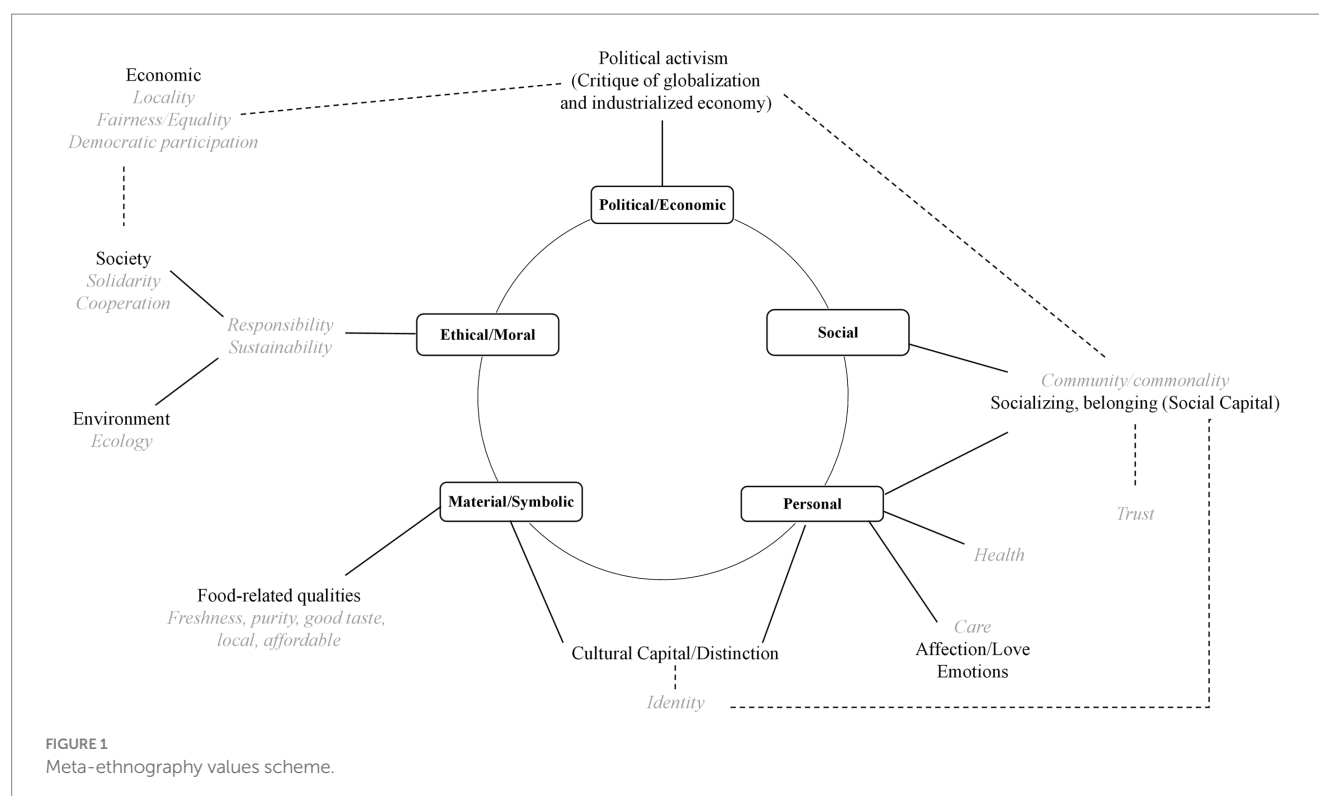 Political activism
(Critique of globalization
and industrialized economy)
Economic
Locality
Fairness/Equality
Democratic participation
Political/Economic
Society
Solidarity
Cooperation
Responsibility
Sustainability
Ethical/Moral
Social
Community/commonality
Socializing, belonging (Social Capital)
Environment
Ecology
Material/Symbolic
Personal
Trust
Health
Food-related qualities
Freshness, purity, good taste,
local, affordable
Care
Affection/Love
Emotions
Cultural Capital/Distinction
Identity
FIGURE 1
Meta-ethnography values scheme.